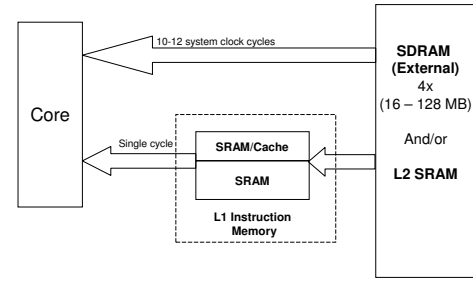 10-12 system clock cycles
Core
Single cycle
SRAM/Cache
SRAM
L1 Instruction
Memory
SDRAM
(External)
4x
(16 – 128 MB)
And/or
L2 SRAM